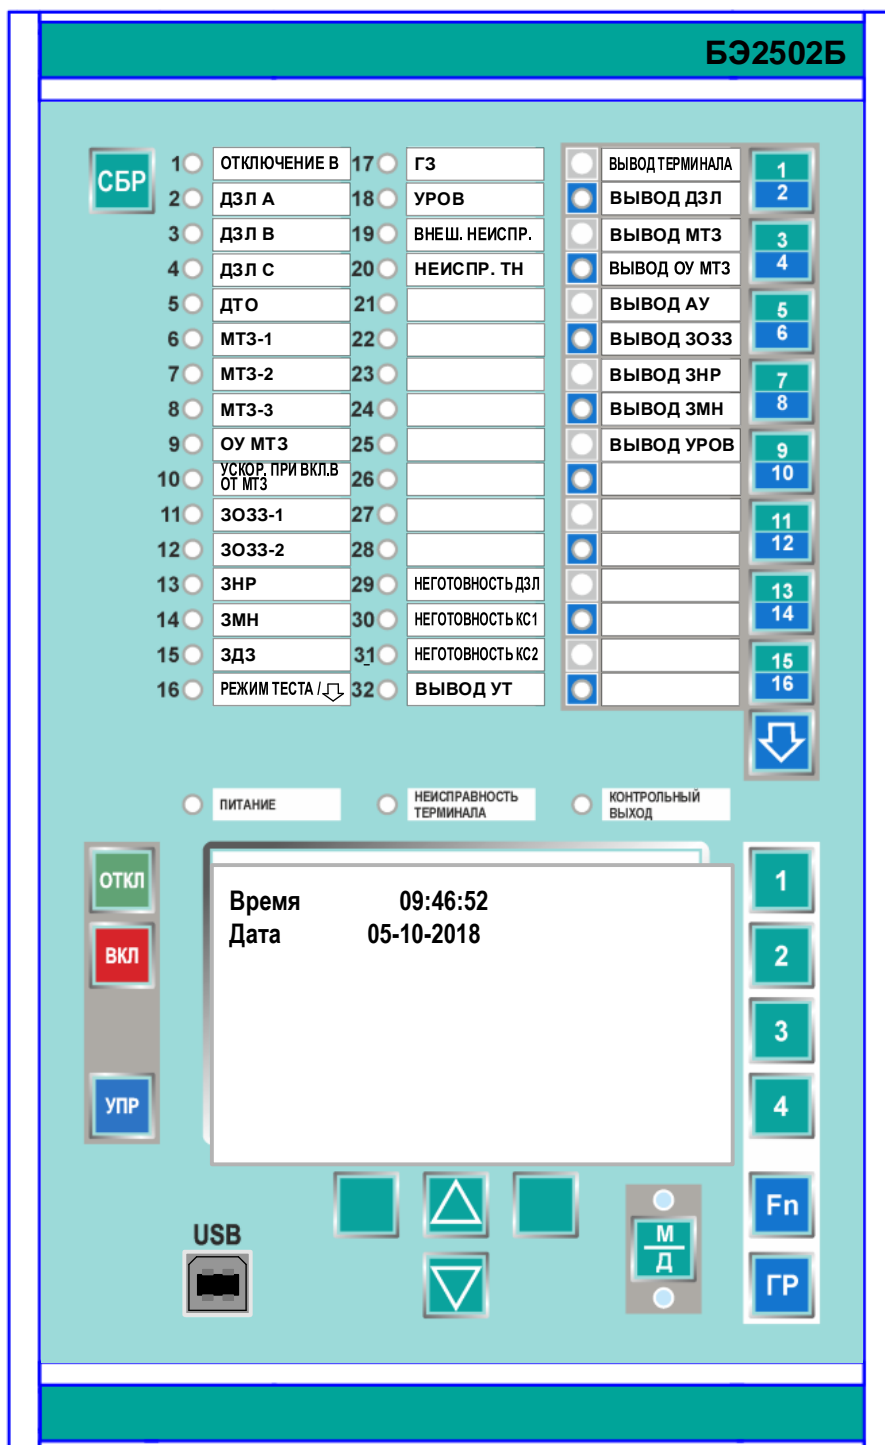 БЭ2502Б
СБР
1 ОТКЛЮЧЕНИЕ В
2 ДЗЛ А
3 ДЗЛ В
4 ДЗЛ С
5 ДТО
6 МТЗ-1
7 МТЗ-2
8 МТЗ-3
9 ОУ МТЗ
10 УСКОР. ПРИ ВКЛ.В
ОТ МТЗ
11 ЗОЗЗ-1
12 ЗОЗЗ-2
13 ЗНР
14 ЗМН
15 ЗДЗ
16 РЕЖИМ ТЕСТА /
17 ГЗ
18 УРОВ
19 ВНЕШ. НЕИСПР.
20 НЕИСПР. ТН
21
22
23
24
25
26
27
28
29 НЕГОТОВНОСТЬ ДЗЛ
30 НЕГОТОВНОСТЬ КС1
31 НЕГОТОВНОСТЬ КС2
32 ВЫВОД УТ
ВЫВОД ТЕРМИНАЛА 1
ВЫВОД ДЗЛ 2
ВЫВОД МТЗ 3
ВЫВОД ОУ МТЗ 4
ВЫВОД АУ 5
ВЫВОД ЗОЗЗ 6
ВЫВОД ЗНР 7
ВЫВОД ЗМН 8
ВЫВОД УРОВ 9
10
11
12
13
14
15
16
ПИТАНИЕ
НЕИСПРАВНОСТЬ
ТЕРМИНАЛА
КОНТРОЛЬНЫЙ
ВЫХОД
ОТКЛ
ВКЛ
УПР
Время 09:46:52
Дата 05-10-2018
1
2
3
4
Fn
ГР
USB
М
Д